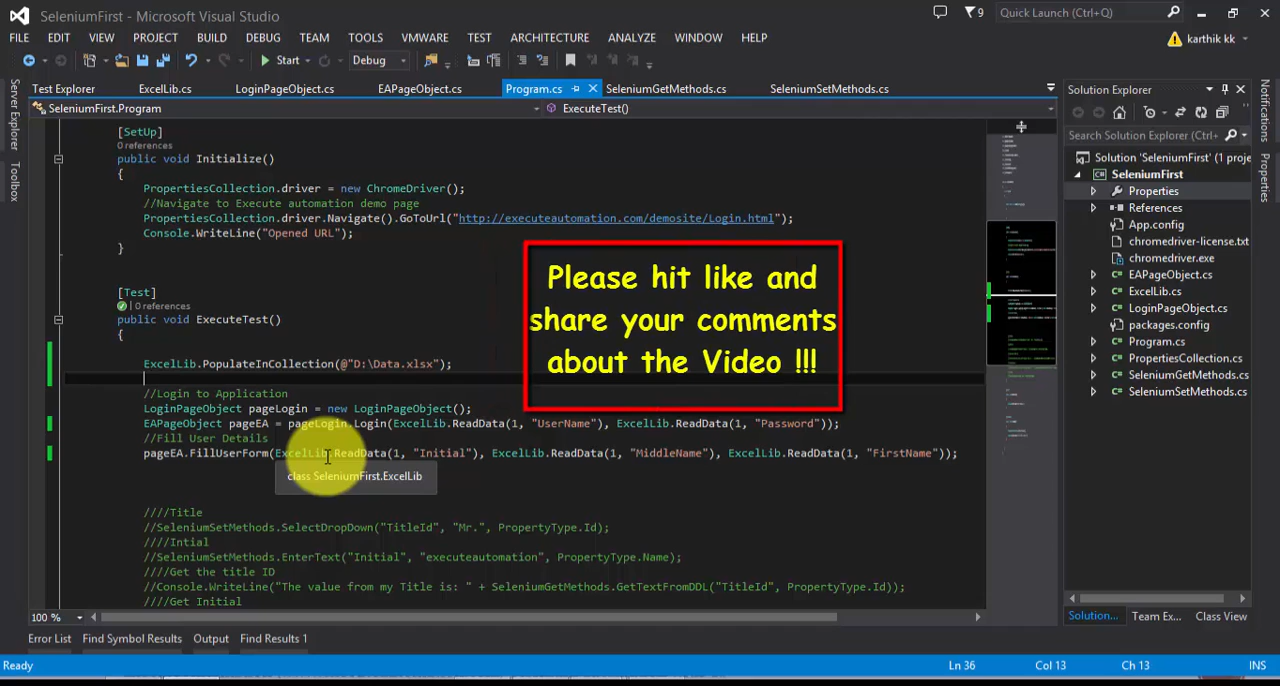 SeleniumFirst - Microsoft Visual Studio
9
Quick Launch (Ctrl+Q)
FILE EDIT VIEW PROJECT BUILD DEBUG TEAM TOOLS VMWARE TEST ARCHITECTURE ANALYZE WINDOW HELP
karthik kk
Start
Debug
Server Explorer
Toolbox
Test Explorer ExcelLib.cs LoginPageObject.cs EAPageObject.cs Program.cs SeleniumGetMethods.cs SeleniumSetMethods.cs
SeleniumFirst.Program
ExecuteTest()
[SetUp]
0 references
public void Initialize()
{
PropertiesCollection.driver = new ChromeDriver();
//Navigate to Execute automation demo page
PropertiesCollection.driver.Navigate().GoToUrl("http://executeautomation.com/demosite/Login.html");
Console.WriteLine("Opened URL");
}
[Test]
| 0 references
public void ExecuteTest()
{
ExcelLib.PopulateInCollection(@"D:\Data.xlsx");
//Login to Application
LoginPageObject pageLogin = new LoginPageObject();
EAPageObject pageEA = pageLogin.Login(ExcelLib.ReadData(1, "UserName"), ExcelLib.ReadData(1, "Password"));
//Fill User Details
pageEA.FillUserForm(ExcelLib.ReadData(1, "Initial"), ExcelLib.ReadData(1, "MiddleName"), ExcelLib.ReadData(1, "FirstName"));
class SeleniumFirst.ExcelLib
////Title
//SeleniumSetMethods.SelectDropDown("TitleId", "Mr.", PropertyType.Id);
////Intial
//SeleniumSetMethods.EnterText("Initial", "executeautomation", PropertyType.Name);
////Get the title ID
//Console.WriteLine("The value from my Title is: " + SeleniumGetMethods.GetTextFromDDL("TitleId", PropertyType.Id));
////Get Initial
Please hit like and
share your comments
about the Video !!!
Solution Explorer
Search Solution Explorer (Ctrl+
Solution 'SeleniumFirst' (1 proje
SeleniumFirst
Properties
References
App.config
chromedriver-license.txt
chromedriver.exe
EAPageObject.cs
ExcelLib.cs
LoginPageObject.cs
packages.config
Program.cs
PropertiesCollection.cs
SeleniumGetMethods.cs
SeleniumSetMethods.cs
Solution... Team Ex... Class View
Notifications
Properties
100 %
Error List Find Symbol Results Output Find Results 1
Ready
Ln 36 Col 13 Ch 13 INS